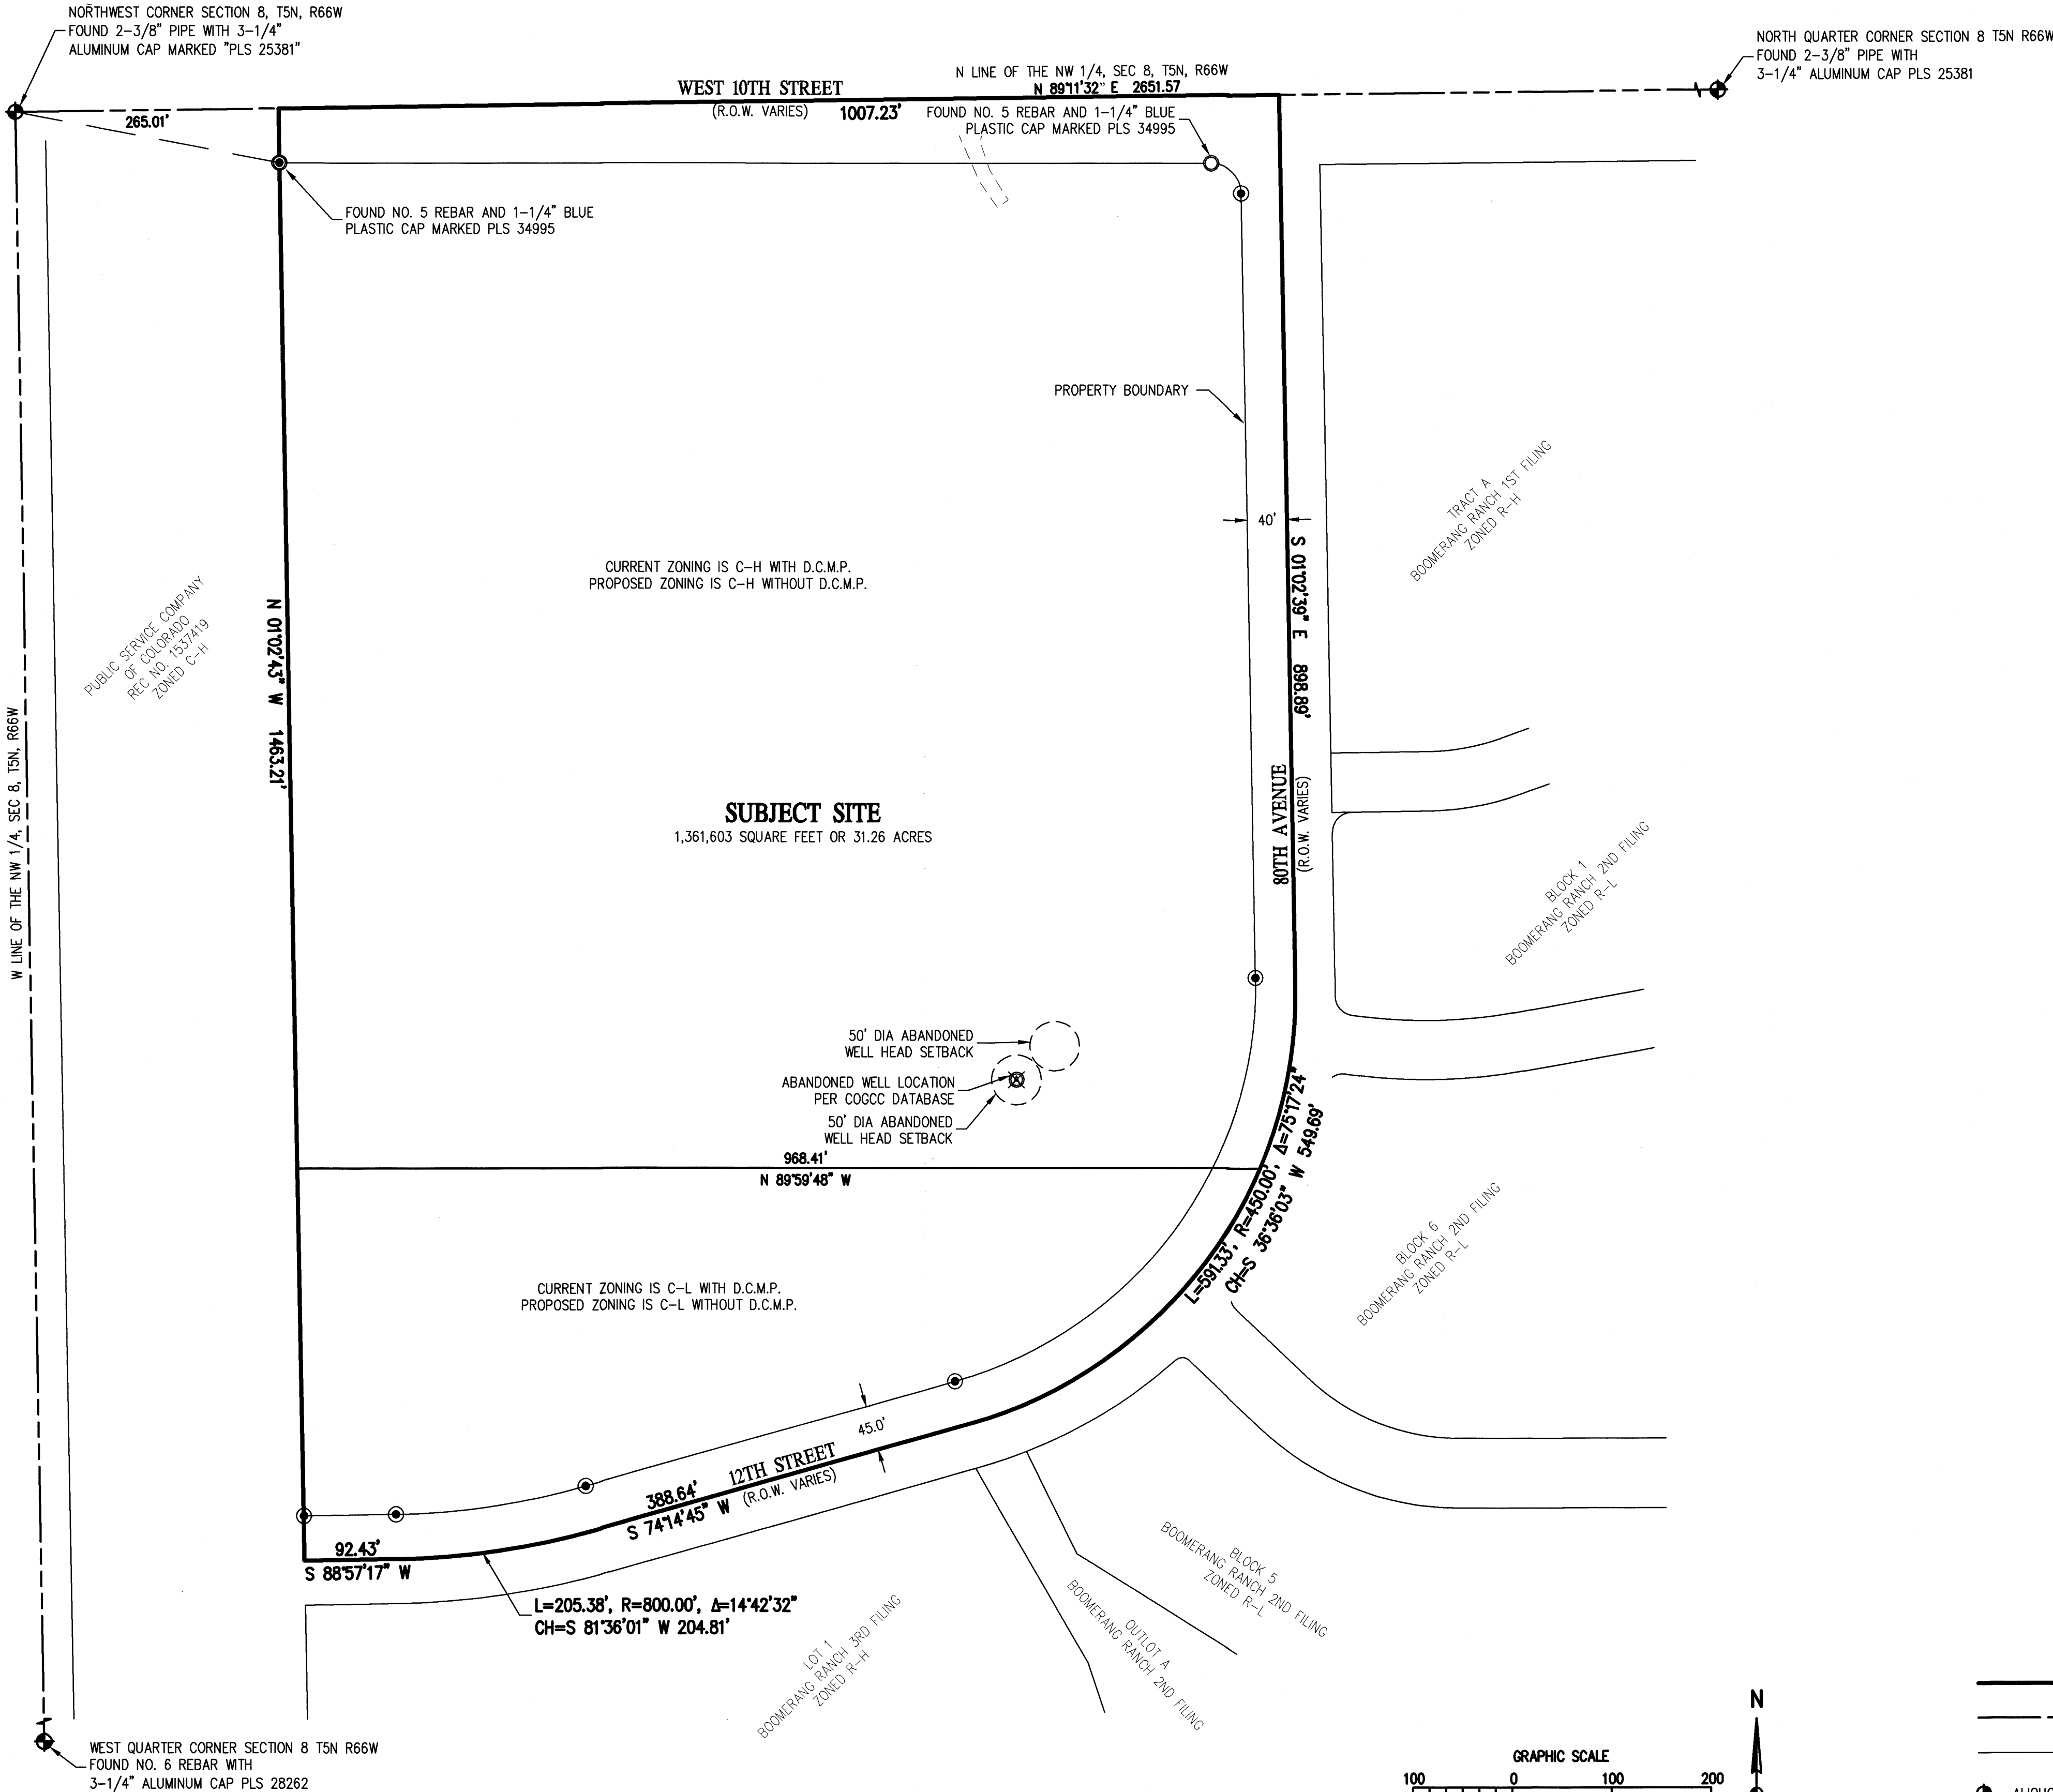 NORTHWEST CORNER SECTION 8, T5N, R66W
FOUND 2-3/8" PIPE WITH 3-1/4"
ALUMINUM CAP MARKED "PLS 25381"
NORTH QUARTER CORNER SECTION 8 T5N R66W
FOUND 2-3/8" PIPE WITH
3-1/4" ALUMINUM CAP PLS 25381
N LINE OF THE NW 1/4, SEC 8, T5N, R66W
N 89°11'32" E 2651.57
WEST 10TH STREET
(R.O.W. VARIES)
1007.23'
265.01'
FOUND NO. 5 REBAR AND 1-1/4" BLUE
PLASTIC CAP MARKED PLS 34995
FOUND NO. 5 REBAR AND 1-1/4" BLUE
PLASTIC CAP MARKED PLS 34995
PROPERTY BOUNDARY
40'
S 01°02'39" E 898.89'
TRACT A
BOOMERANG RANCH 1ST FILING
ZONED R-H
CURRENT ZONING IS C-H WITH D.C.M.P.
PROPOSED ZONING IS C-H WITHOUT D.C.M.P.
PUBLIC SERVICE COMPANY
OF COLORADO
REC NO. 1537419
ZONED C-H
N 01°02'43" W 1463.21'
W LINE OF THE NW 1/4, SEC 8, T5N, R66W
SUBJECT SITE
1,361,603 SQUARE FEET OR 31.26 ACRES
80TH AVENUE
(R.O.W. VARIES)
BLOCK 1
BOOMERANG RANCH 2ND FILING
ZONED R-L
50' DIA ABANDONED
WELL HEAD SETBACK
ABANDONED WELL LOCATION
PER COGCC DATABASE
50' DIA ABANDONED
WELL HEAD SETBACK
968.41'
N 89°59'48" W
L=591.33', R=450.00', Δ=75°17'24"
CH=S 36°36'03" W 549.69'
BLOCK 6
BOOMERANG RANCH 2ND FILING
ZONED R-L
CURRENT ZONING IS C-L WITH D.C.M.P.
PROPOSED ZONING IS C-L WITHOUT D.C.M.P.
45.0'
12TH STREET
(R.O.W. VARIES)
388.64'
S 74°14'45" W
92.43'
S 88°57'17" W
L=205.38', R=800.00', Δ=14°42'32"
CH=S 81°36'01" W 204.81'
BLOCK 5
BOOMERANG RANCH 2ND FILING
ZONED R-L
OUTLOT A
BOOMERANG RANCH 2ND FILING
LOT 1
BOOMERANG RANCH 3RD FILING
ZONED R-H
WEST QUARTER CORNER SECTION 8 T5N R66W
FOUND NO. 6 REBAR WITH
3-1/4" ALUMINUM CAP PLS 28262
N
GRAPHIC SCALE
100 0 100 200